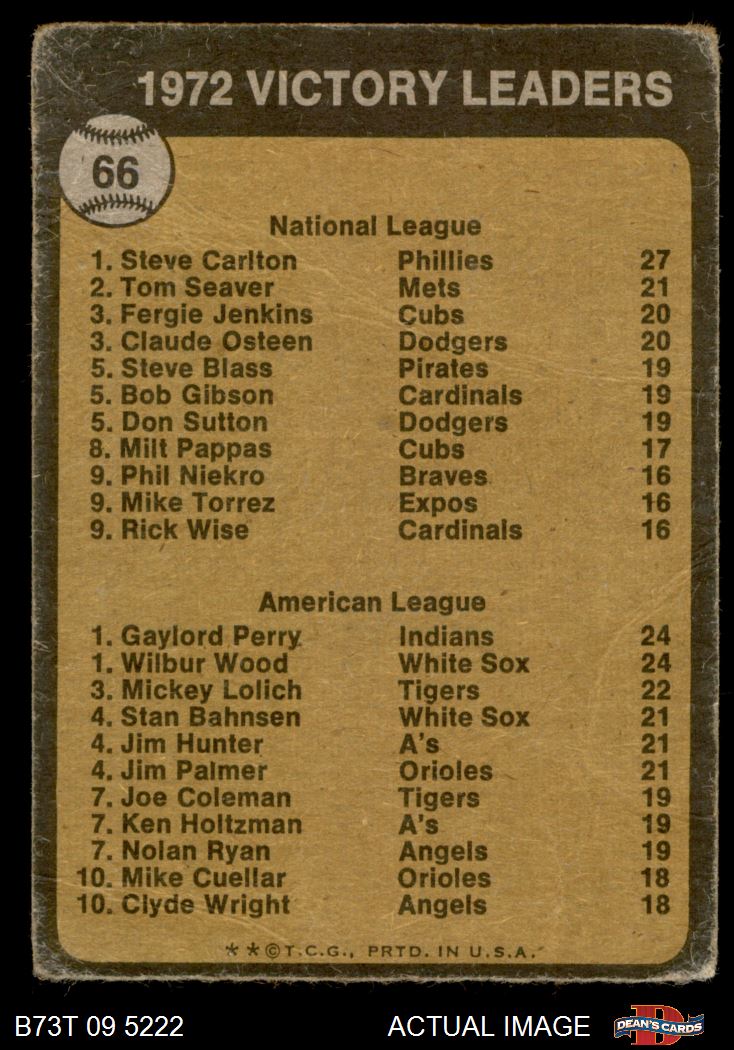 1972 VICTORY LEADERS
66
National League
1. Steve Carlton Phillies 27
2. Tom Seaver Mets 21
3. Fergie Jenkins Cubs 20
3. Claude Osteen Dodgers 20
5. Steve Blass Pirates 19
5. Bob Gibson Cardinals 19
5. Don Sutton Dodgers 19
8. Milt Pappas Cubs 17
9. Phil Niekro Braves 16
9. Mike Torrez Expos 16
9. Rick Wise Cardinals 16
American League
1. Gaylord Perry Indians 24
1. Wilbur Wood White Sox 24
3. Mickey Lolich Tigers 22
4. Stan Bahnsen White Sox 21
4. Jim Hunter A's 21
4. Jim Palmer Orioles 21
7. Joe Coleman Tigers 19
7. Ken Holtzman A's 19
7. Nolan Ryan Angels 19
10. Mike Cuellar Orioles 18
10. Clyde Wright Angels 18
* * © T.C.G., PRTD. IN U.S.A.
B73T 09 5222 ACTUAL IMAGE D DEAN'S CARDS